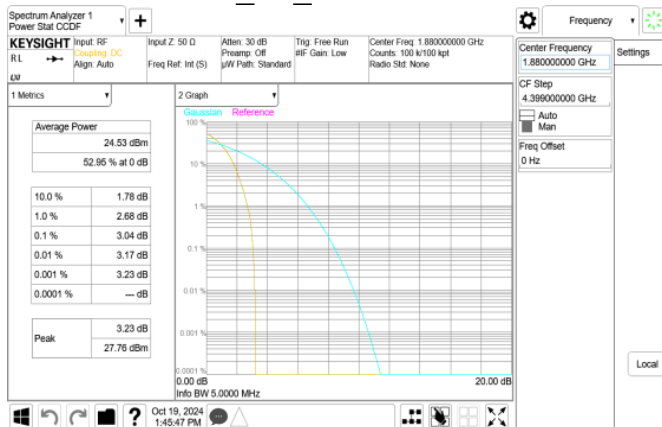 Spectrum Analyzer 1
Power Stat CCDF
Frequency
KEYSIGHT
Input: RF
Coupling: DC
Align: Auto
Input Z: 50 Ω
Freq Ref: Int (S)
Atten: 30 dB
Preamp: Off
µW Path: Standard
Trig: Free Run
#IF Gain: Low
Center Freq: 1.880000000 GHz
Counts: 100 k/100 kpt
Radio Std: None
RL
Center Frequency
1.880000000 GHz
Settings
CF Step
4.399000000 GHz
Auto
Man
Freq Offset
0 Hz
1 Metrics
Average Power
24.53 dBm
52.95 % at 0 dB
10.0 % 1.78 dB
1.0 % 2.68 dB
0.1 % 3.04 dB
0.01 % 3.17 dB
0.001 % 3.23 dB
0.0001 % --- dB
Peak
3.23 dB
27.76 dBm
2 Graph
Gaussian Reference
100 %
10 %
1 %
0.1 %
0.01 %
0.001 %
0.0001 %
0.00 dB 20.00 dB
Info BW 5.0000 MHz
Local
?
Oct 19, 2024
1:45:47 PM